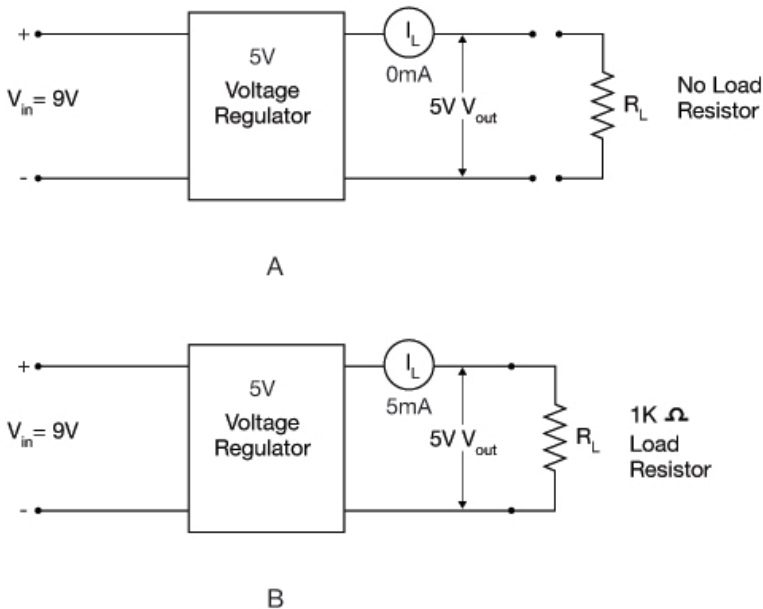 +
V_in = 9V
-
5V
Voltage
Regulator
I_L
0mA
5V V_out
R_L
No Load
Resistor
A
+
V_in = 9V
-
5V
Voltage
Regulator
I_L
5mA
5V V_out
R_L
1K Ω
Load
Resistor
B